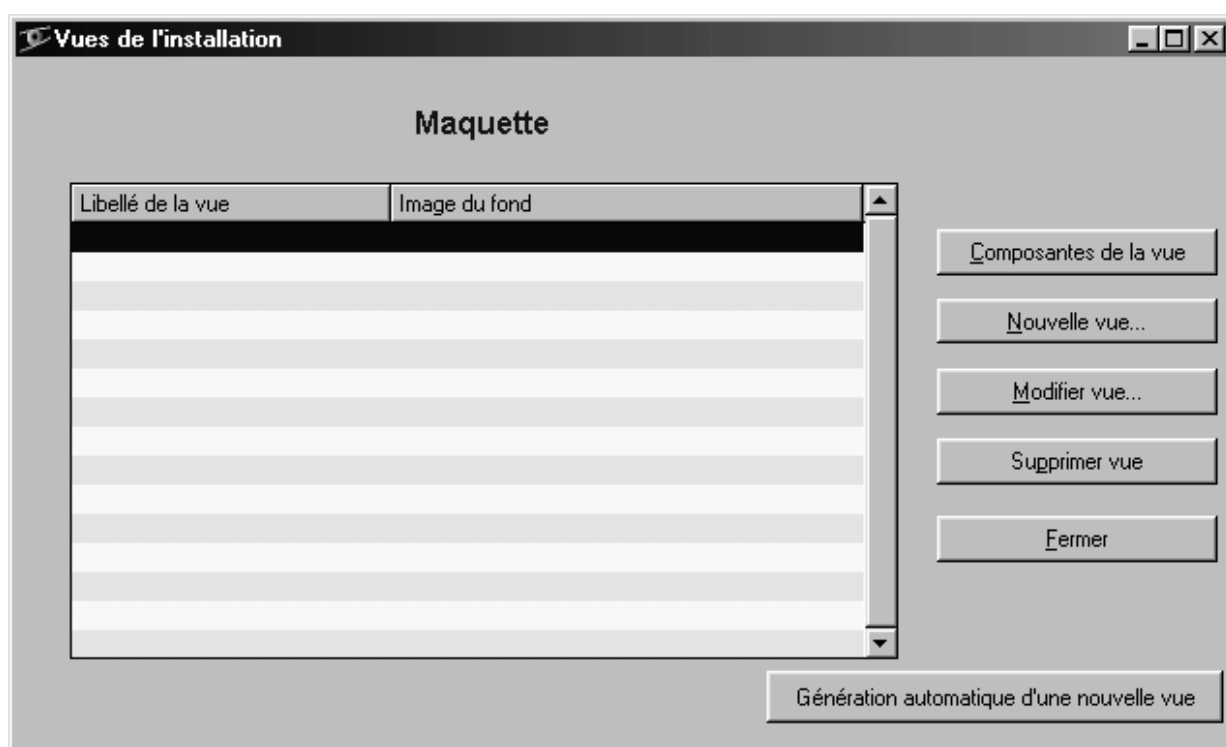 Vues de l'installation
Maquette
Libellé de la vue Image du fond
Composantes de la vue
Nouvelle vue...
Modifier vue...
Supprimer vue
Fermer
Génération automatique d'une nouvelle vue